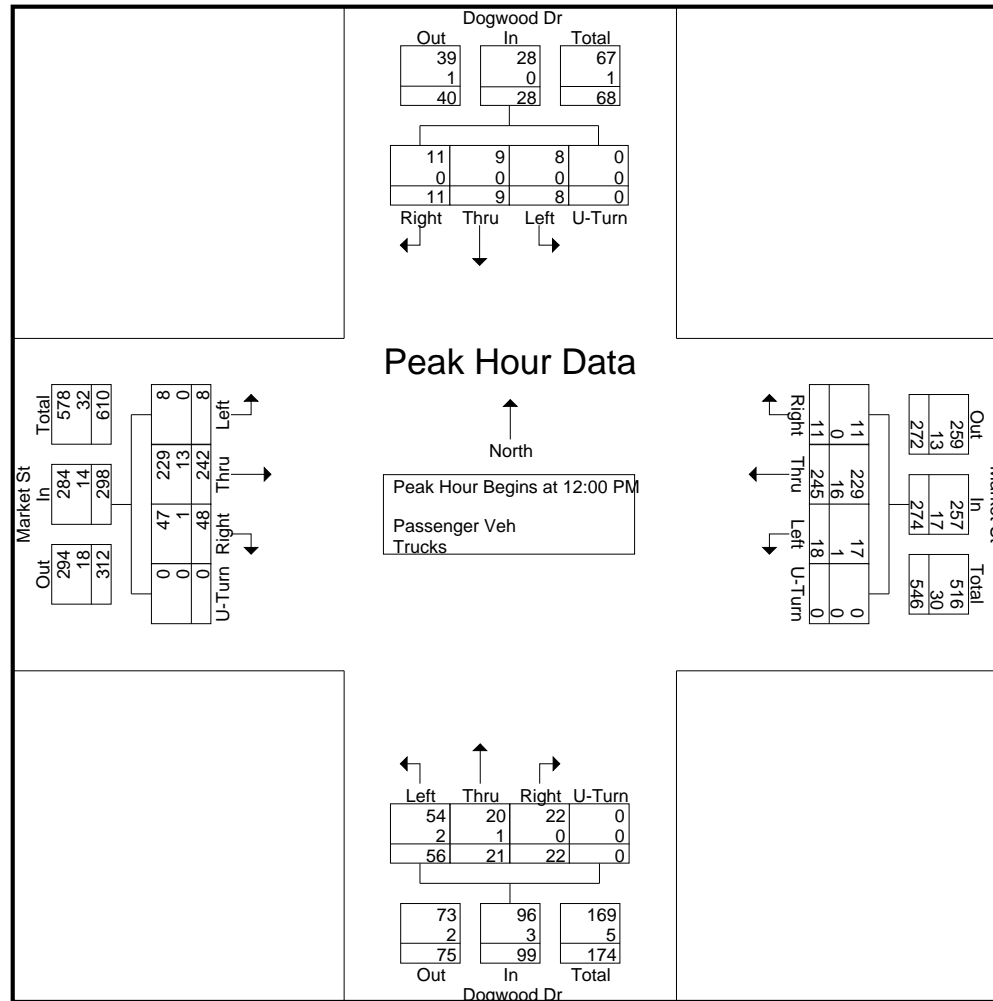 Dogwood Dr
Out In Total
39 28 67
1 0 1
40 28 68
11 9 8 0
0 0 0 0
11 9 8 0
Right Thru Left U-Turn
Peak Hour Data
North
Peak Hour Begins at 12:00 PM
Passenger Veh
Trucks
Market St
Out In Total
294 284 578
18 14 32
312 298 610
U-Turn Right Thru Left
0 47 229 8
0 1 13 0
0 48 242 8
Right Thru Left U-Turn
11 229 17 0
0 16 1 0
11 245 18 0
Out In Total
259 257 516
13 17 30
272 274 546
Left Thru Right U-Turn
54 20 22 0
2 1 0 0
56 21 22 0
73 96 169
2 3 5
75 99 174
Out In Total
Dogwood Dr